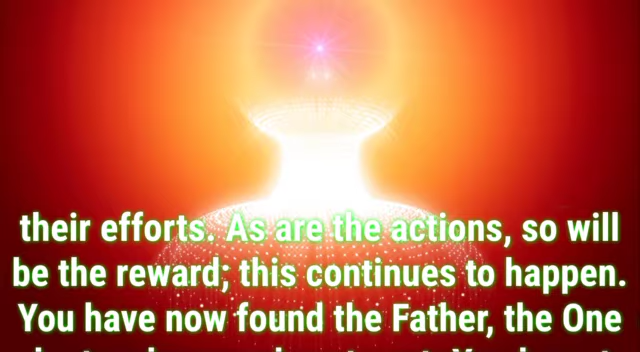 their efforts. As are the actions, so will
be the reward; this continues to happen.
You have now found the Father, the One